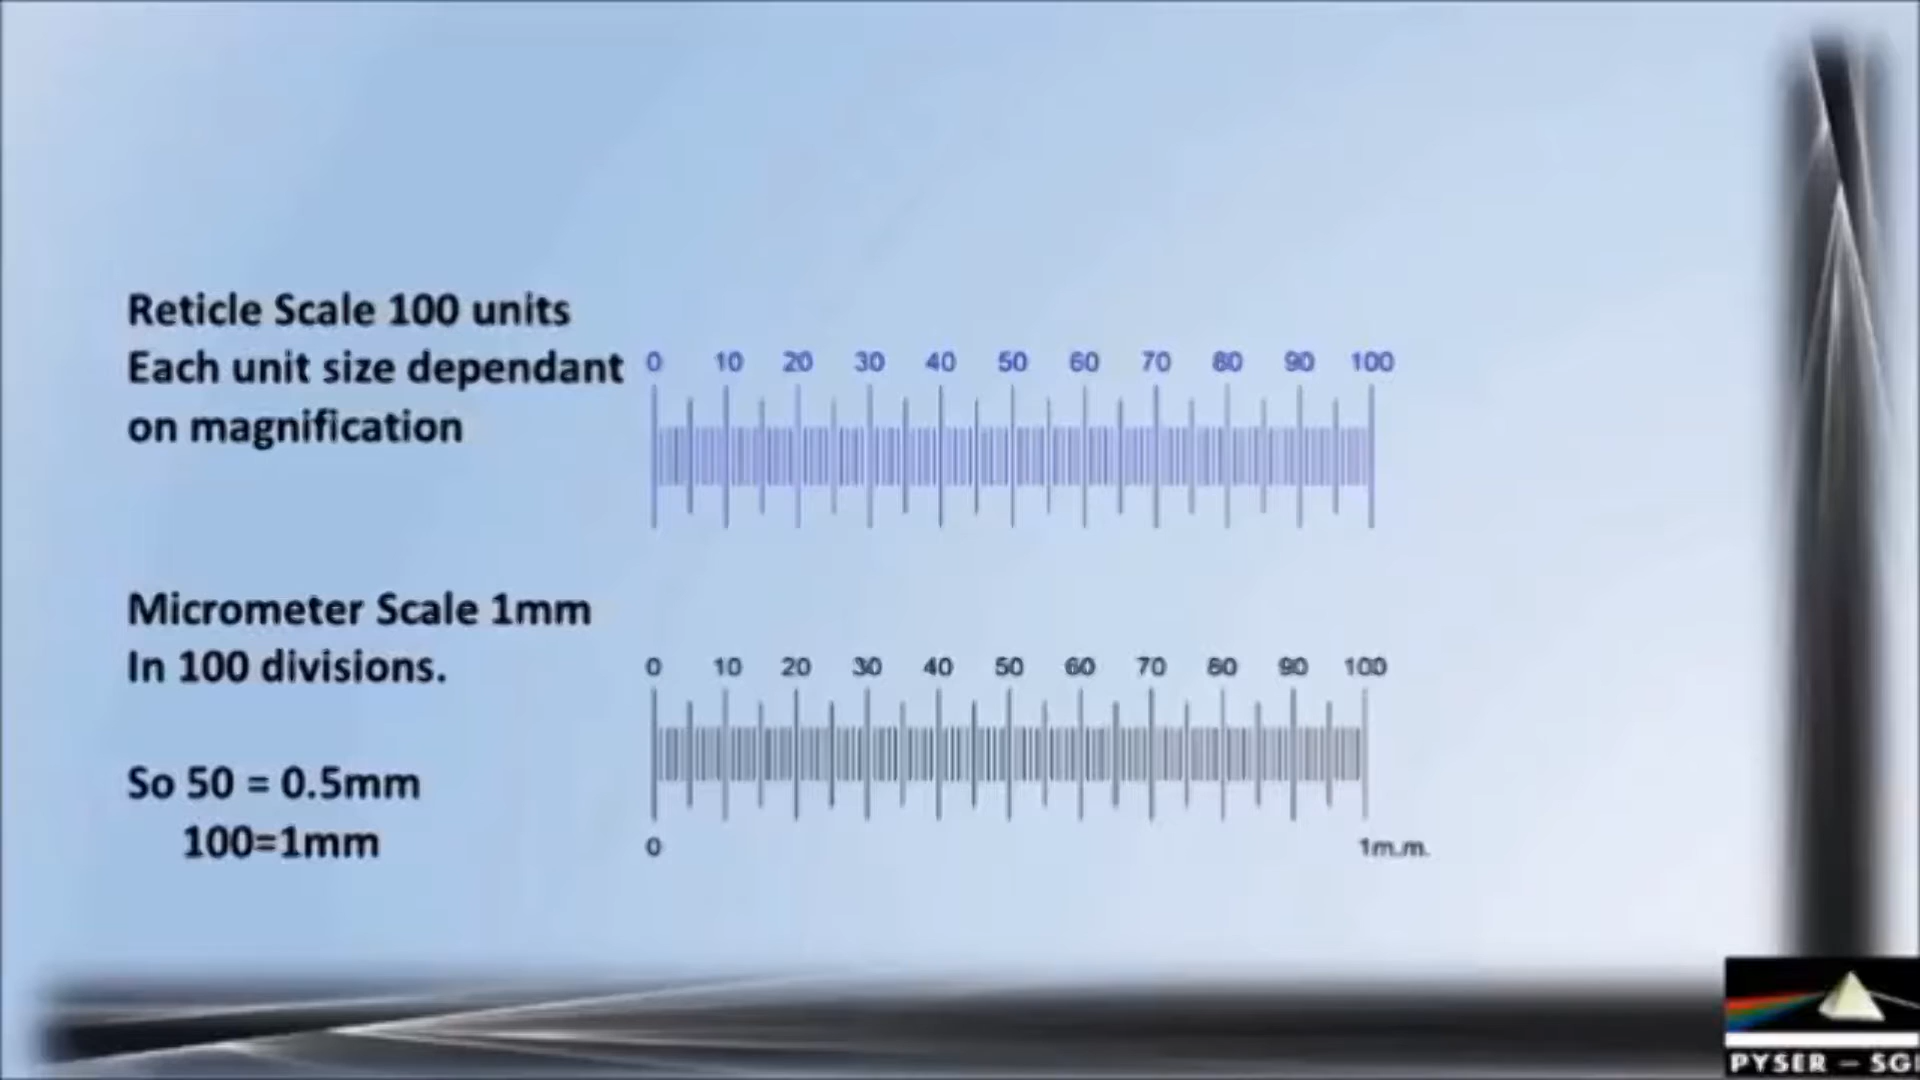 Reticle Scale 100 units
Each unit size dependant
on magnification
0 10 20 30 40 50 60 70 80 90 100
Micrometer Scale 1mm
In 100 divisions.
0 10 20 30 40 50 60 70 80 90 100
So 50 = 0.5mm
100=1mm
0 1m.m.
PYSER – SGI